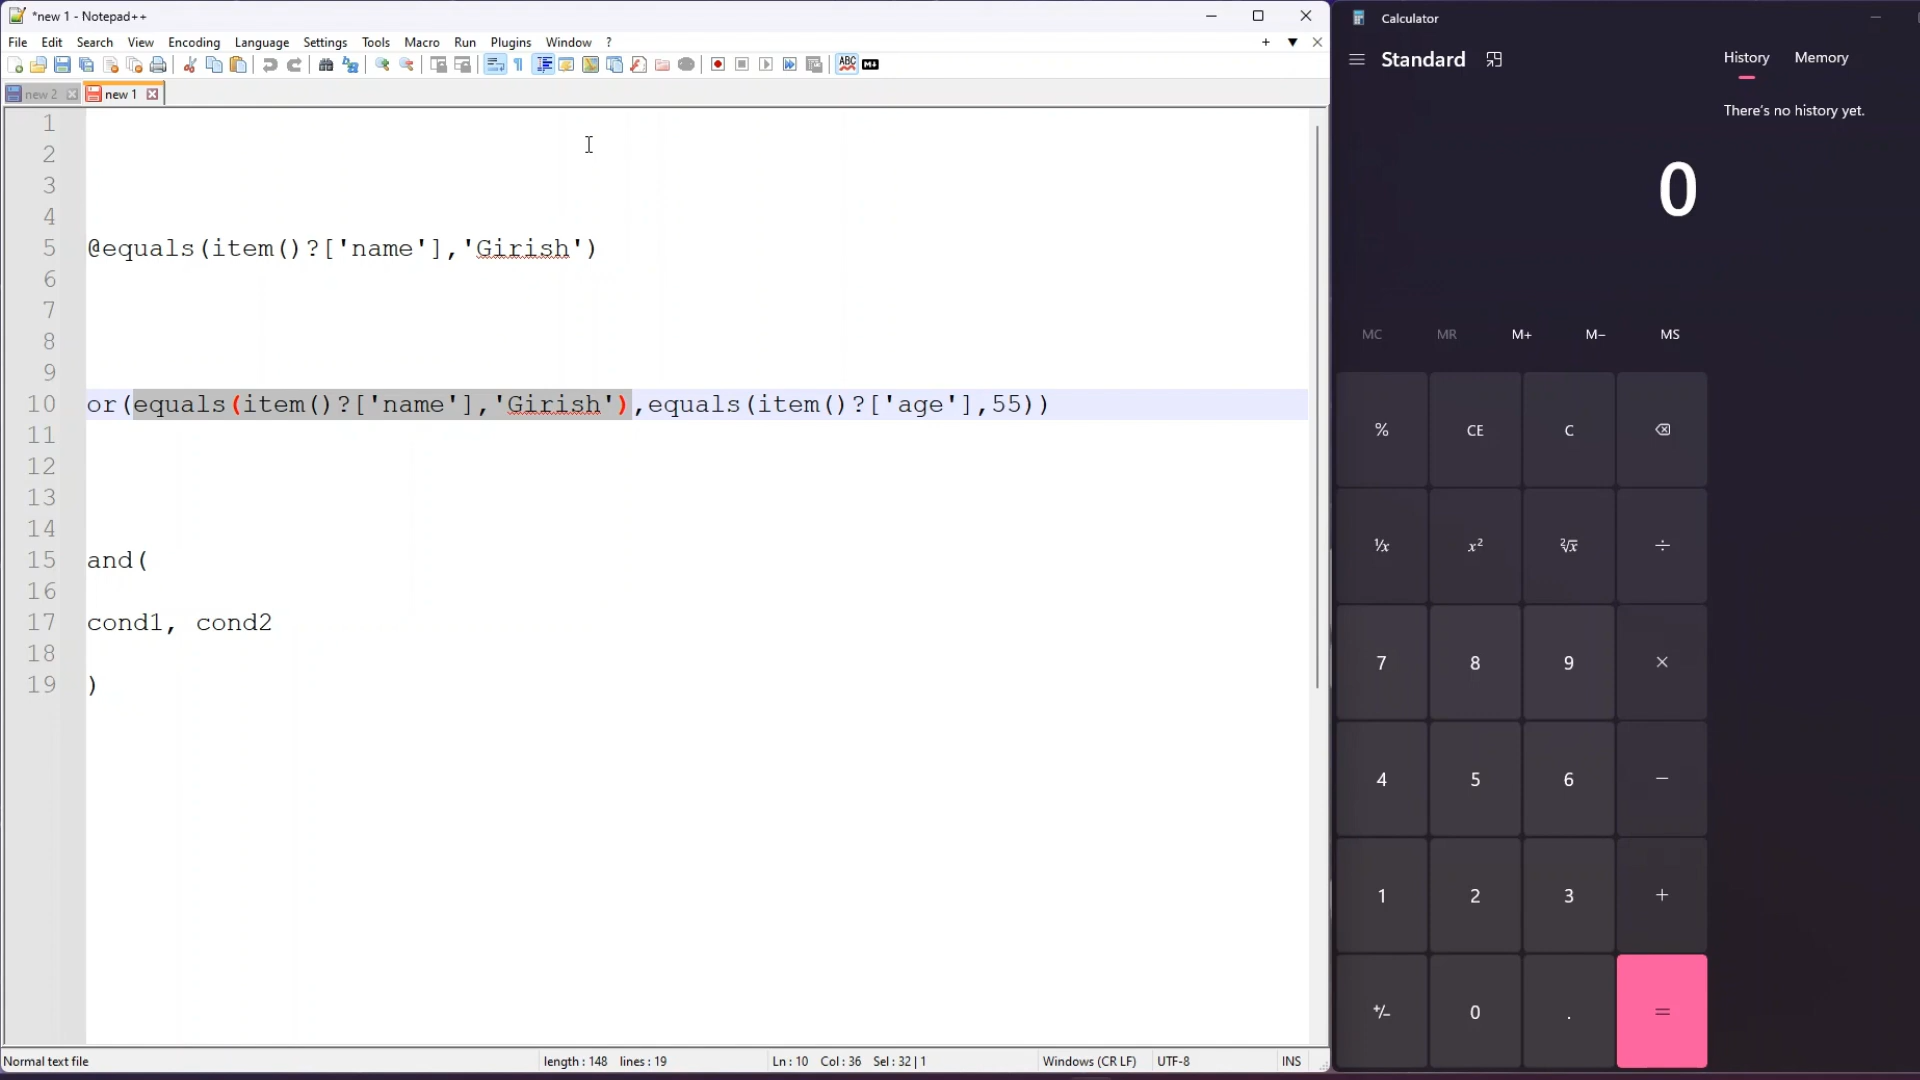 *new 1 - Notepad++
File Edit Search View Encoding Language Settings Tools Macro Run Plugins Window ?
new 2 new 1
1
2
3
4
5 @equals(item()?['name'],'Girish')
6
7
8
9
10 or(equals(item()?['name'],'Girish'),equals(item()?['age'],55))
11
12
13
14
15 and(
16
17 cond1, cond2
18
19 )
Normal text file length : 148 lines : 19 Ln : 10 Col : 36 Sel : 32 | 1 Windows (CR LF) UTF-8 INS
Calculator
Standard
History Memory
There's no history yet.
0
MC MR M+ M− MS
% CE C
⅟x x² ²√x ÷
7 8 9 ×
4 5 6 −
1 2 3 +
+/− 0 . =